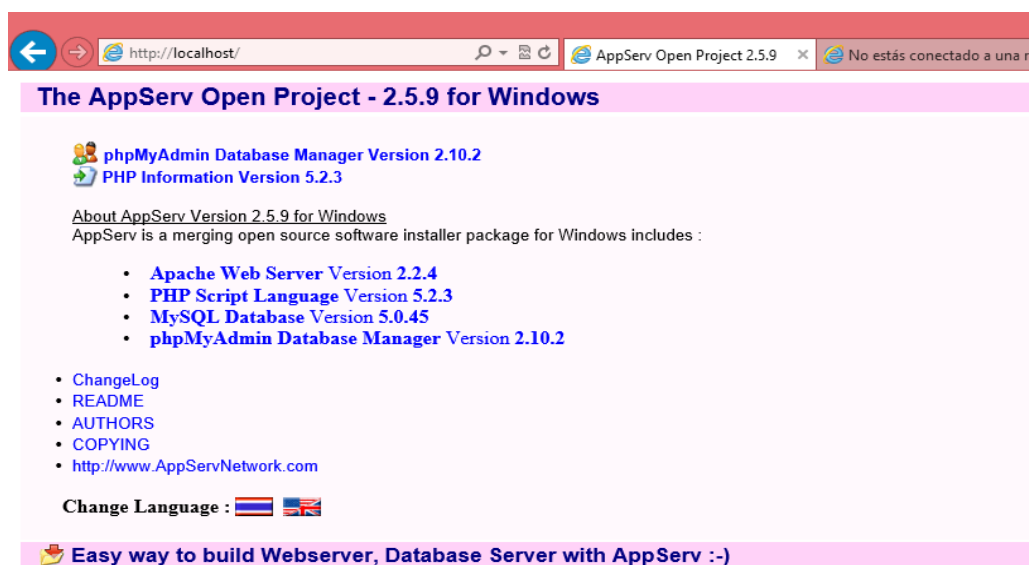 http://localhost/
AppServ Open Project 2.5.9
No estás conectado a una
The AppServ Open Project - 2.5.9 for Windows
phpMyAdmin Database Manager Version 2.10.2
PHP Information Version 5.2.3
About AppServ Version 2.5.9 for Windows
AppServ is a merging open source software installer package for Windows includes :
• Apache Web Server Version 2.2.4
• PHP Script Language Version 5.2.3
• MySQL Database Version 5.0.45
• phpMyAdmin Database Manager Version 2.10.2
• ChangeLog
• README
• AUTHORS
• COPYING
• http://www.AppServNetwork.com
Change Language :
Easy way to build Webserver, Database Server with AppServ :-)